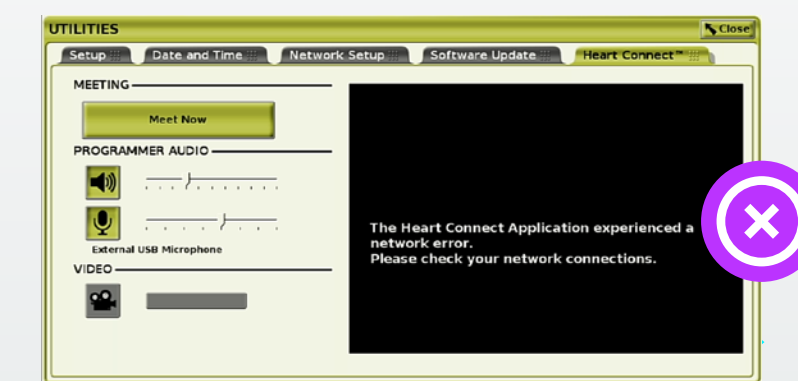 UTILITIES
Close
Setup
Date and Time
Network Setup
Software Update
Heart Connect™
MEETING
Meet Now
PROGRAMMER AUDIO
External USB Microphone
VIDEO
The Heart Connect Application experienced a
network error.
Please check your network connections.